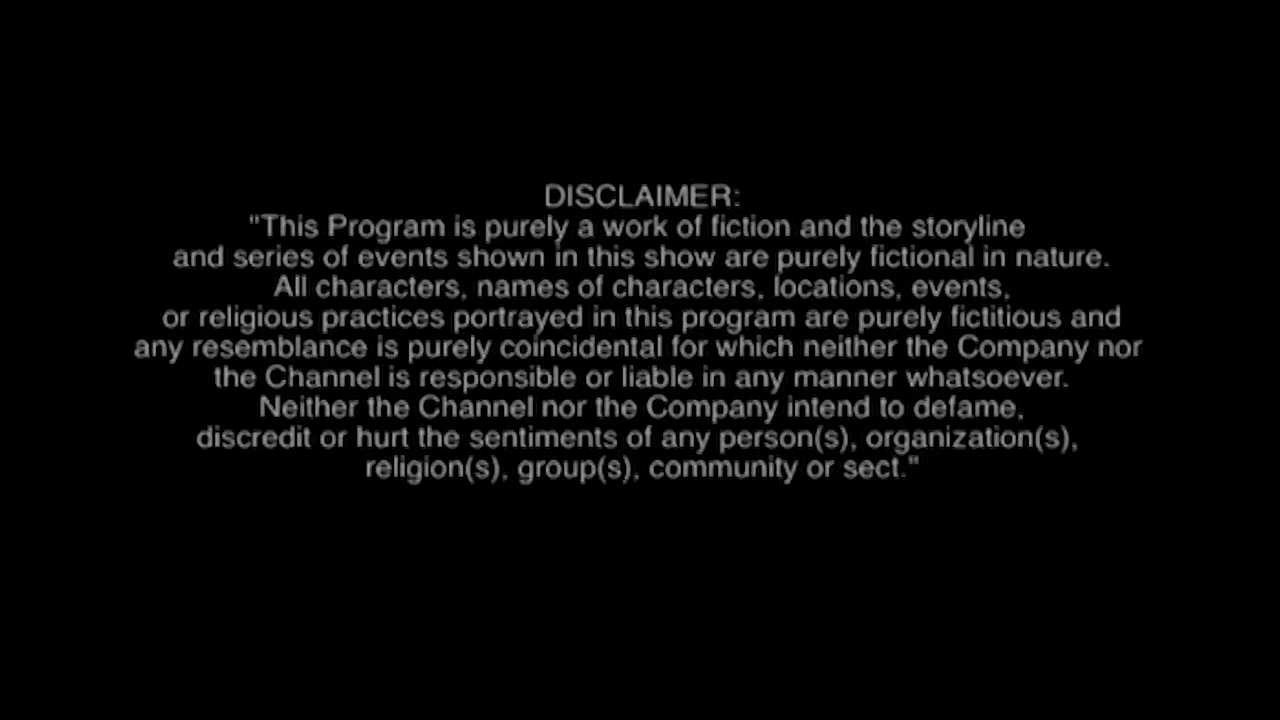 DISCLAIMER:
"This Program is purely a work of fiction and the storyline
and series of events shown in this show are purely fictional in nature.
All characters, names of characters, locations, events,
or religious practices portrayed in this program are purely fictitious and
any resemblance is purely coincidental for which neither the Company nor
the Channel is responsible or liable in any manner whatsoever.
Neither the Channel nor the Company intend to defame,
discredit or hurt the sentiments of any person(s), organization(s),
religion(s), group(s), community or sect."